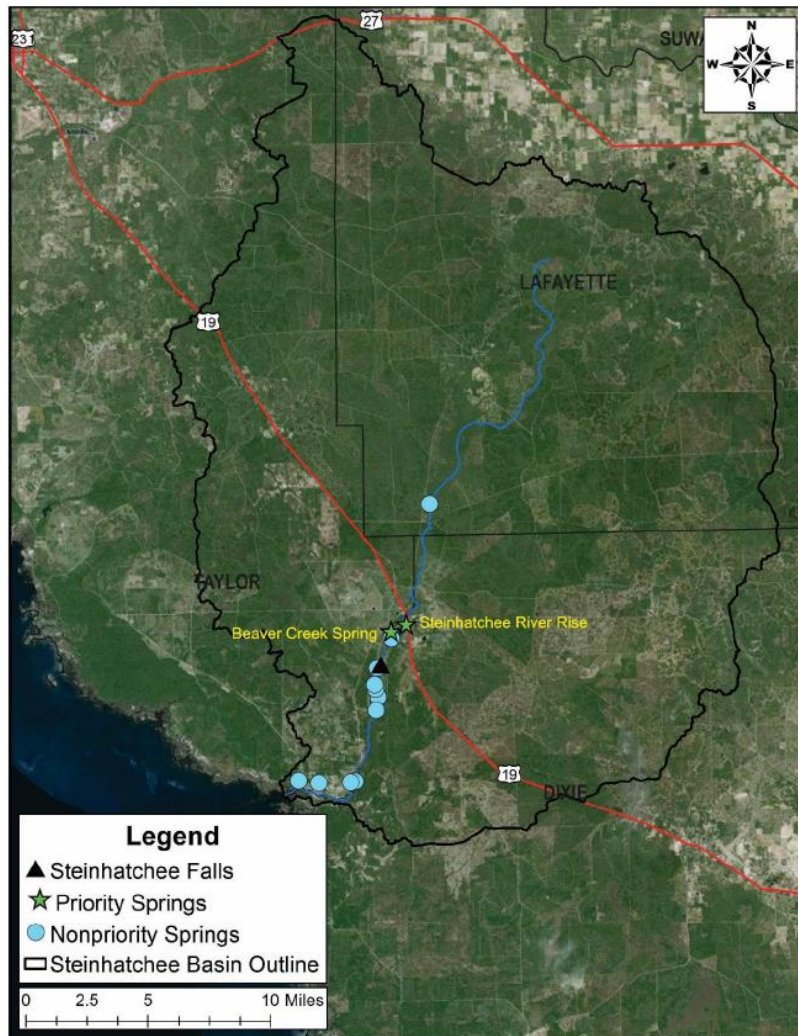 27
231
SUWA
N
W E
S
LAFAYETTE
19
TAYLOR
Steinhatchee River Rise
Beaver Creek Spring
19
DIXIE
Legend
Steinhatchee Falls
Priority Springs
Nonpriority Springs
Steinhatchee Basin Outline
0 2.5 5 10 Miles